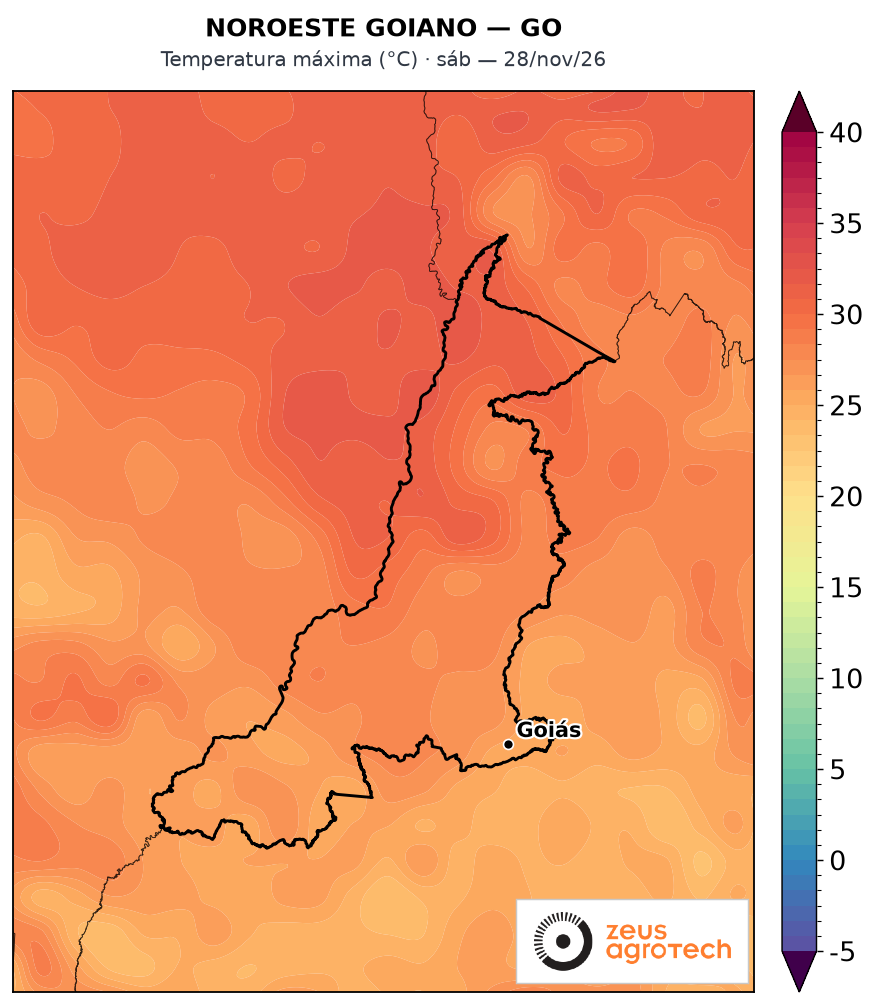 NOROESTE GOIANO — GO
Temperatura máxima (°C) · sáb — 28/nov/26
40
35
30
25
20
15
10
5
0
-5
Goiás
zeus
agrotech